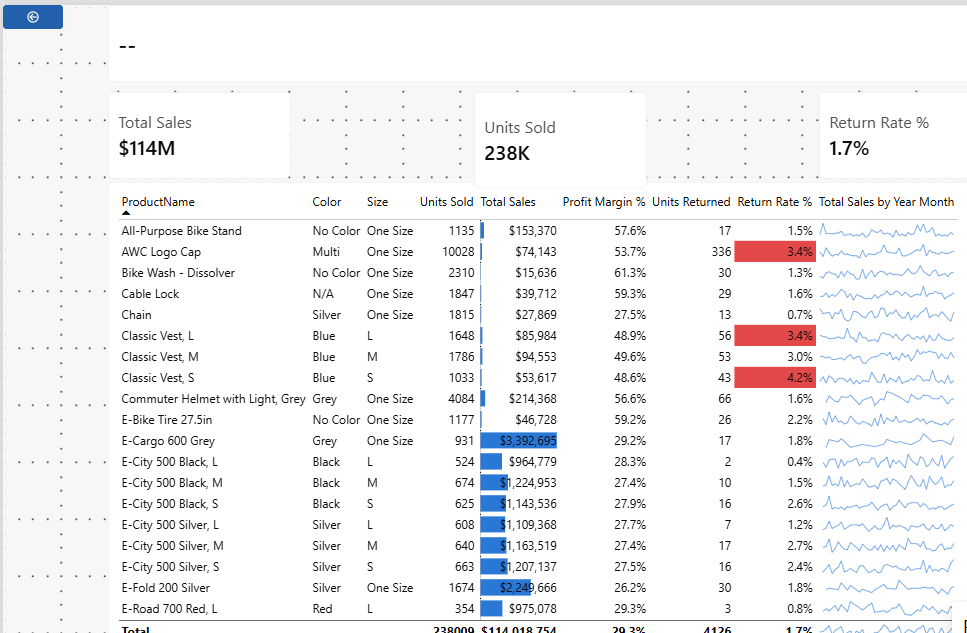 --
Total Sales
$114M
Units Sold
238K
Return Rate %
1.7%
ProductName Color Size Units Sold Total Sales Profit Margin % Units Returned Return Rate % Total Sales by Year Month
All-Purpose Bike Stand No Color One Size 1135 $153,370 57.6% 17 1.5%
AWC Logo Cap Multi One Size 10028 $74,143 53.7% 336 3.4%
Bike Wash - Dissolver No Color One Size 2310 $15,636 61.3% 30 1.3%
Cable Lock N/A One Size 1847 $39,712 59.3% 29 1.6%
Chain Silver One Size 1815 $27,869 27.5% 13 0.7%
Classic Vest, L Blue L 1648 $85,984 48.9% 56 3.4%
Classic Vest, M Blue M 1786 $94,553 49.6% 53 3.0%
Classic Vest, S Blue S 1033 $53,617 48.6% 43 4.2%
Commuter Helmet with Light, Grey Grey One Size 4084 $214,368 56.6% 66 1.6%
E-Bike Tire 27.5in No Color One Size 1177 $46,728 59.2% 26 2.2%
E-Cargo 600 Grey Grey One Size 931 $3,392,695 29.2% 17 1.8%
E-City 500 Black, L Black L 524 $964,779 28.3% 2 0.4%
E-City 500 Black, M Black M 674 $1,224,953 27.4% 10 1.5%
E-City 500 Black, S Black S 625 $1,143,536 27.9% 16 2.6%
E-City 500 Silver, L Silver L 608 $1,109,368 27.7% 7 1.2%
E-City 500 Silver, M Silver M 640 $1,163,519 27.4% 17 2.7%
E-City 500 Silver, S Silver S 663 $1,207,137 27.5% 16 2.4%
E-Fold 200 Silver Silver One Size 1674 $2,249,666 26.2% 30 1.8%
E-Road 700 Red, L Red L 354 $975,078 29.3% 3 0.8%
Total 238009 $114,018,754 29.3% 4126 1.7%